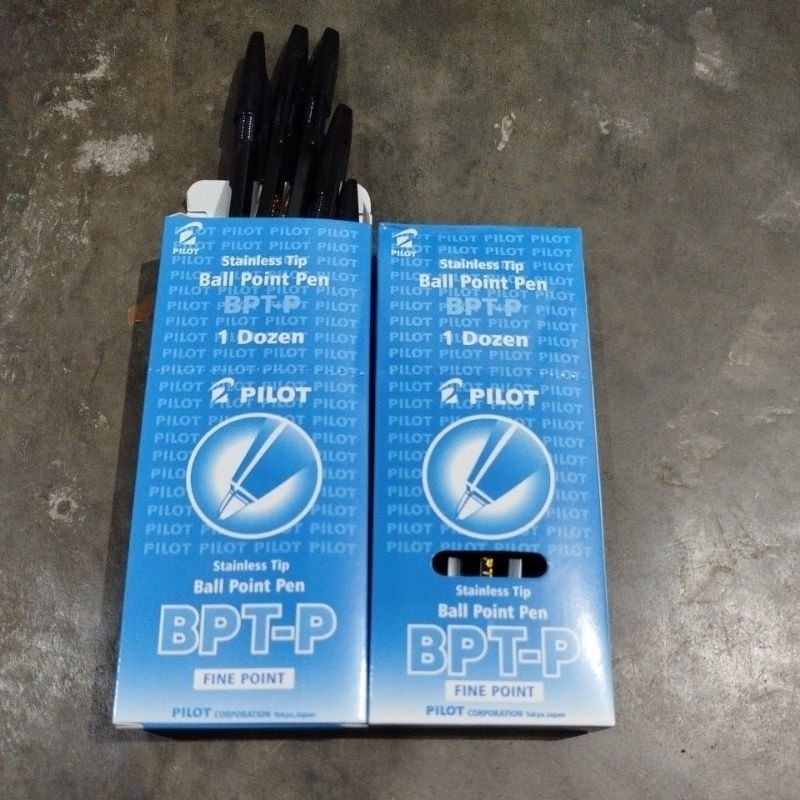 PILOT
Stainless Tip
Ball Point Pen
BPT-P
1 Dozen
PILOT
Stainless Tip
Ball Point Pen
BPT-P
FINE POINT
PILOT CORPORATION Tokyo, Japan
PILOT
Stainless Tip
Ball Point Pen
BPT-P
1 Dozen
PILOT
Stainless Tip
Ball Point Pen
BPT-P
FINE POINT
PILOT CORPORATION Tokyo, Japan